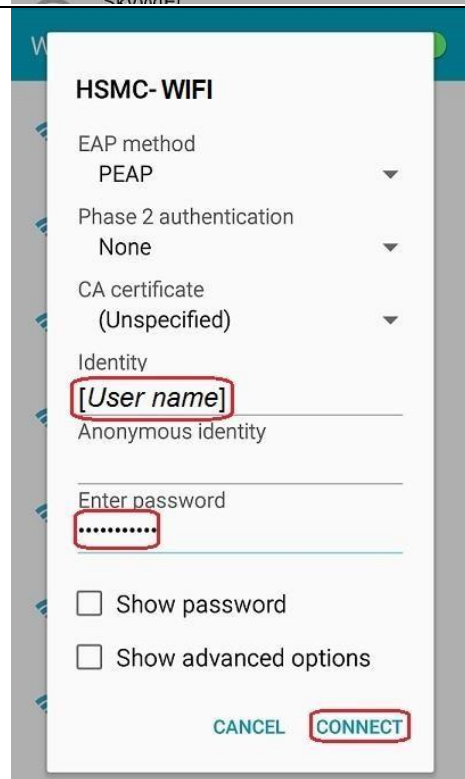 W
HSMC-WIFI
EAP method
PEAP
Phase 2 authentication
None
CA certificate
(Unspecified)
Identity
[User name]
Anonymous identity
Enter password
•••••••••••
Show password
Show advanced options
CANCEL CONNECT